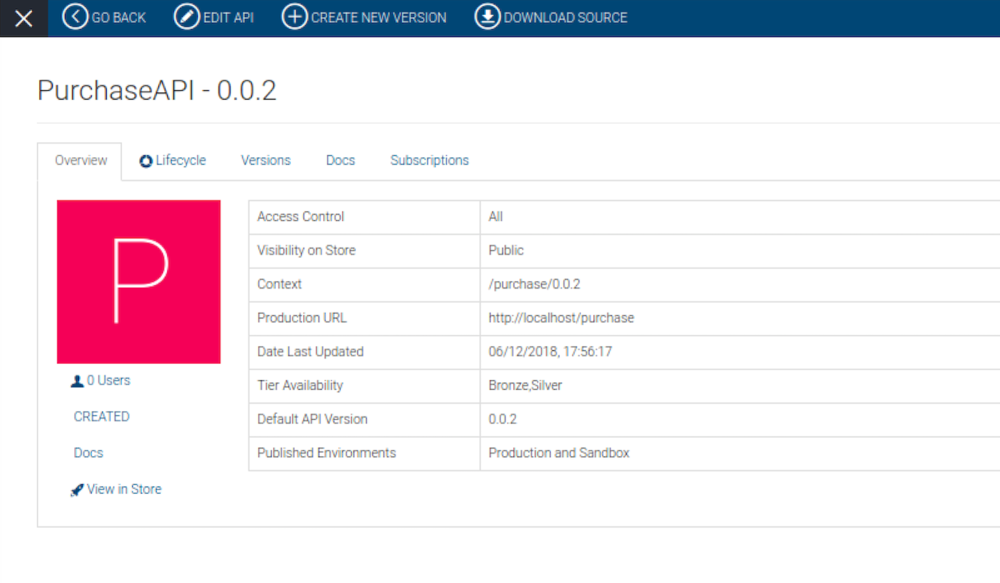 GO BACK EDIT API CREATE NEW VERSION DOWNLOAD SOURCE
PurchaseAPI - 0.0.2
Overview Lifecycle Versions Docs Subscriptions
P
0 Users
CREATED
Docs
View in Store
Access Control All
Visibility on Store Public
Context /purchase/0.0.2
Production URL http://localhost/purchase
Date Last Updated 06/12/2018, 17:56:17
Tier Availability Bronze,Silver
Default API Version 0.0.2
Published Environments Production and Sandbox